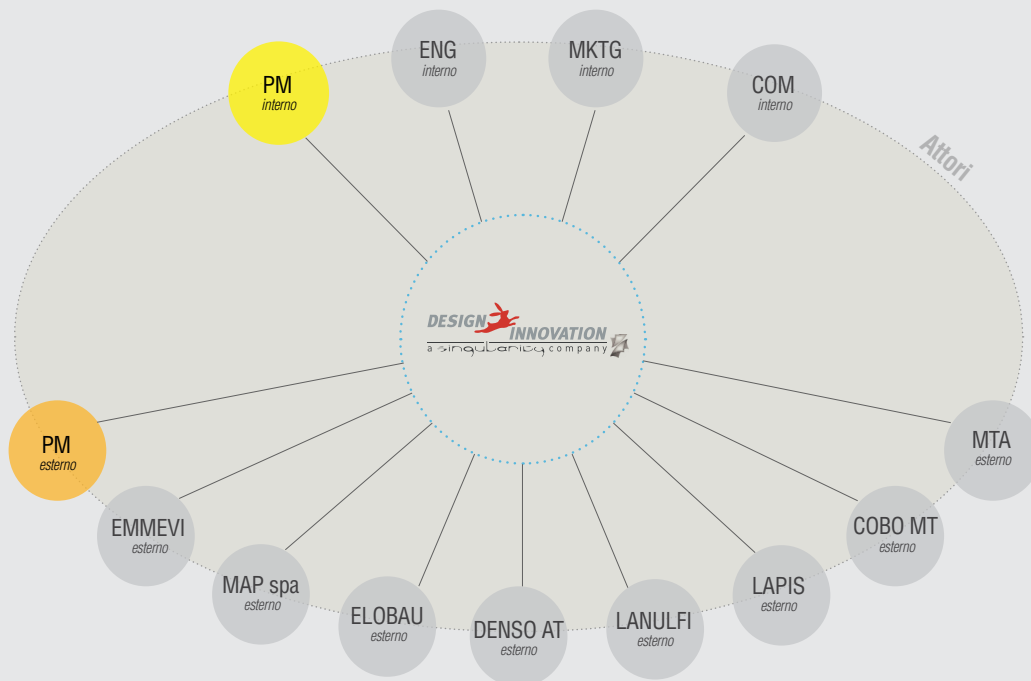 PM
interno
ENG
interno
MKTG
interno
COM
interno
Attori
DESIGN
INNOVATION
a singularity company
PM
esterno
EMMEVI
esterno
MAP spa
esterno
ELOBAU
esterno
DENSO AT
esterno
LANULFI
esterno
LAPIS
esterno
COBO MT
esterno
MTA
esterno